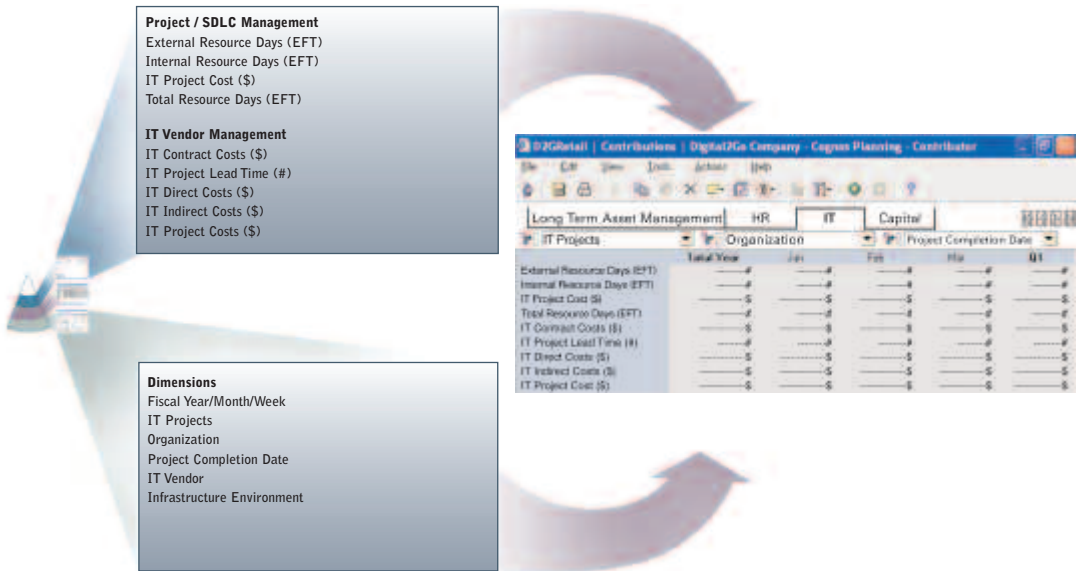 Project / SDLC Management
External Resource Days (EFT)
Internal Resource Days (EFT)
IT Project Cost ($)
Total Resource Days (EFT)
IT Vendor Management
IT Contract Costs ($)
IT Project Lead Time (#)
IT Direct Costs ($)
IT Indirect Costs ($)
IT Project Costs ($)
Dimensions
Fiscal Year/Month/Week
IT Projects
Organization
Project Completion Date
IT Vendor
Infrastructure Environment
D2GRetail | Contributions | Digital2Go Company - Cognos Planning - Contributor
File Edit View Tools Actions Help
Long Term Asset Management HR IT Capital
IT Projects Organization Project Completion Date
Total Year Jan Feb Mar Q1
External Resource Days (EFT) # # # # #
Internal Resource Days (EFT) # # # # #
IT Project Cost ($) $ $ $ $ $
Total Resource Days (EFT) # # # # #
IT Contract Costs ($) $ $ $ $ $
IT Project Lead Time (#) # # # # #
IT Direct Costs ($) $ $ $ $ $
IT Indirect Costs ($) $ $ $ $ $
IT Project Cost ($) $ $ $ $ $